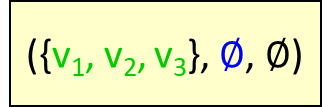 ({v₁, v₂, v₃}, Ø, Ø)